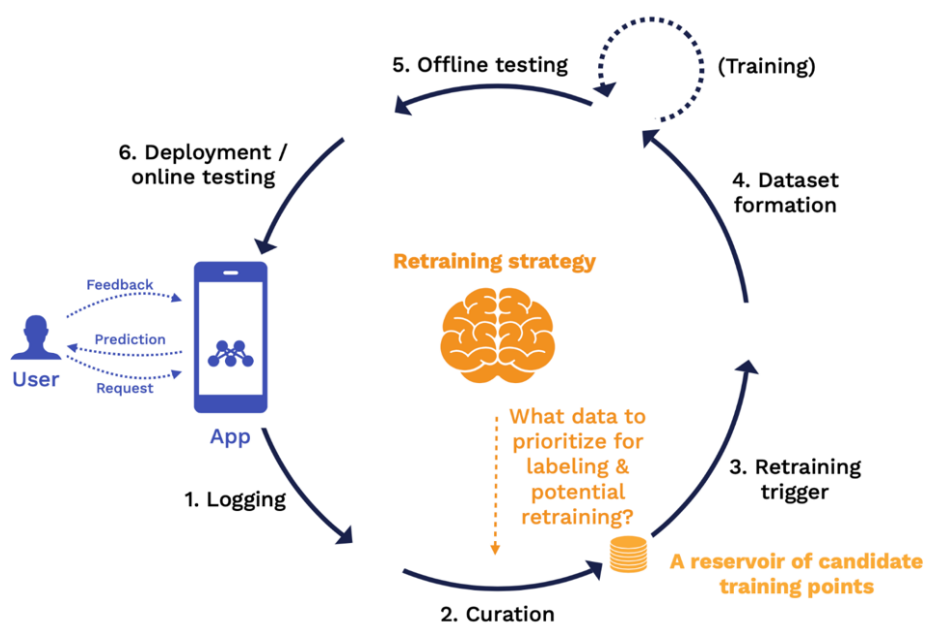 5. Offline testing
(Training)
6. Deployment /
online testing
4. Dataset
formation
Retraining strategy
Feedback
Prediction
Request
User
App
What data to
prioritize for
labeling &
potential
retraining?
3. Retraining
trigger
1. Logging
A reservoir of candidate
training points
2. Curation